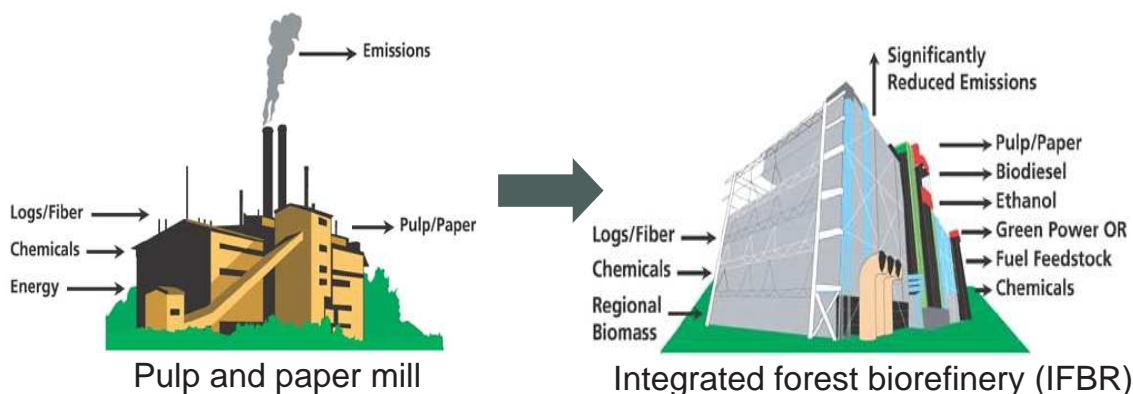 Emissions
Logs/Fiber
Chemicals
Energy
Pulp/Paper
Pulp and paper mill
Significantly
Reduced Emissions
Logs/Fiber
Chemicals
Regional
Biomass
Pulp/Paper
Biodiesel
Ethanol
Green Power OR
Fuel Feedstock
Chemicals
Integrated forest biorefinery (IFBR)